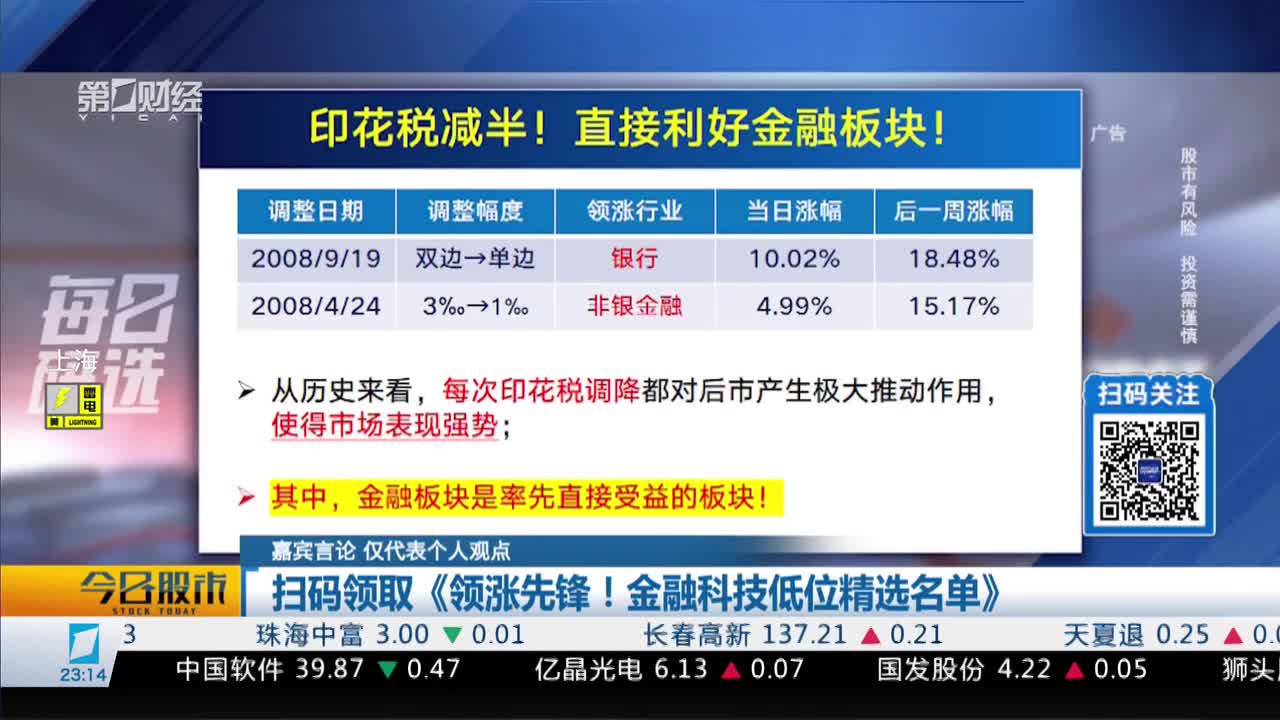 第一财经
YICAI
印花税减半！直接利好金融板块！
广告
股市有风险 投资需谨慎
调整日期 调整幅度 领涨行业 当日涨幅 后一周涨幅
2008/9/19 双边→单边 银行 10.02% 18.48%
2008/4/24 3‰→1‰ 非银金融 4.99% 15.17%
每日
上海
精选
雷电
黄 LIGHTNING
➢ 从历史来看，每次印花税调降都对后市产生极大推动作用，
使得市场表现强势；
➢ 其中，金融板块是率先直接受益的板块！
扫码关注
嘉宾言论 仅代表个人观点
今日股市
STOCK TODAY
扫码领取《领涨先锋！金融科技低位精选名单》
3 珠海中富 3.00 ▼ 0.01 长春高新 137.21 ▲ 0.21 天夏退 0.25 ▲ 0.0
23:14
中国软件 39.87 ▼ 0.47 亿晶光电 6.13 ▲ 0.07 国发股份 4.22 ▲ 0.05 狮头